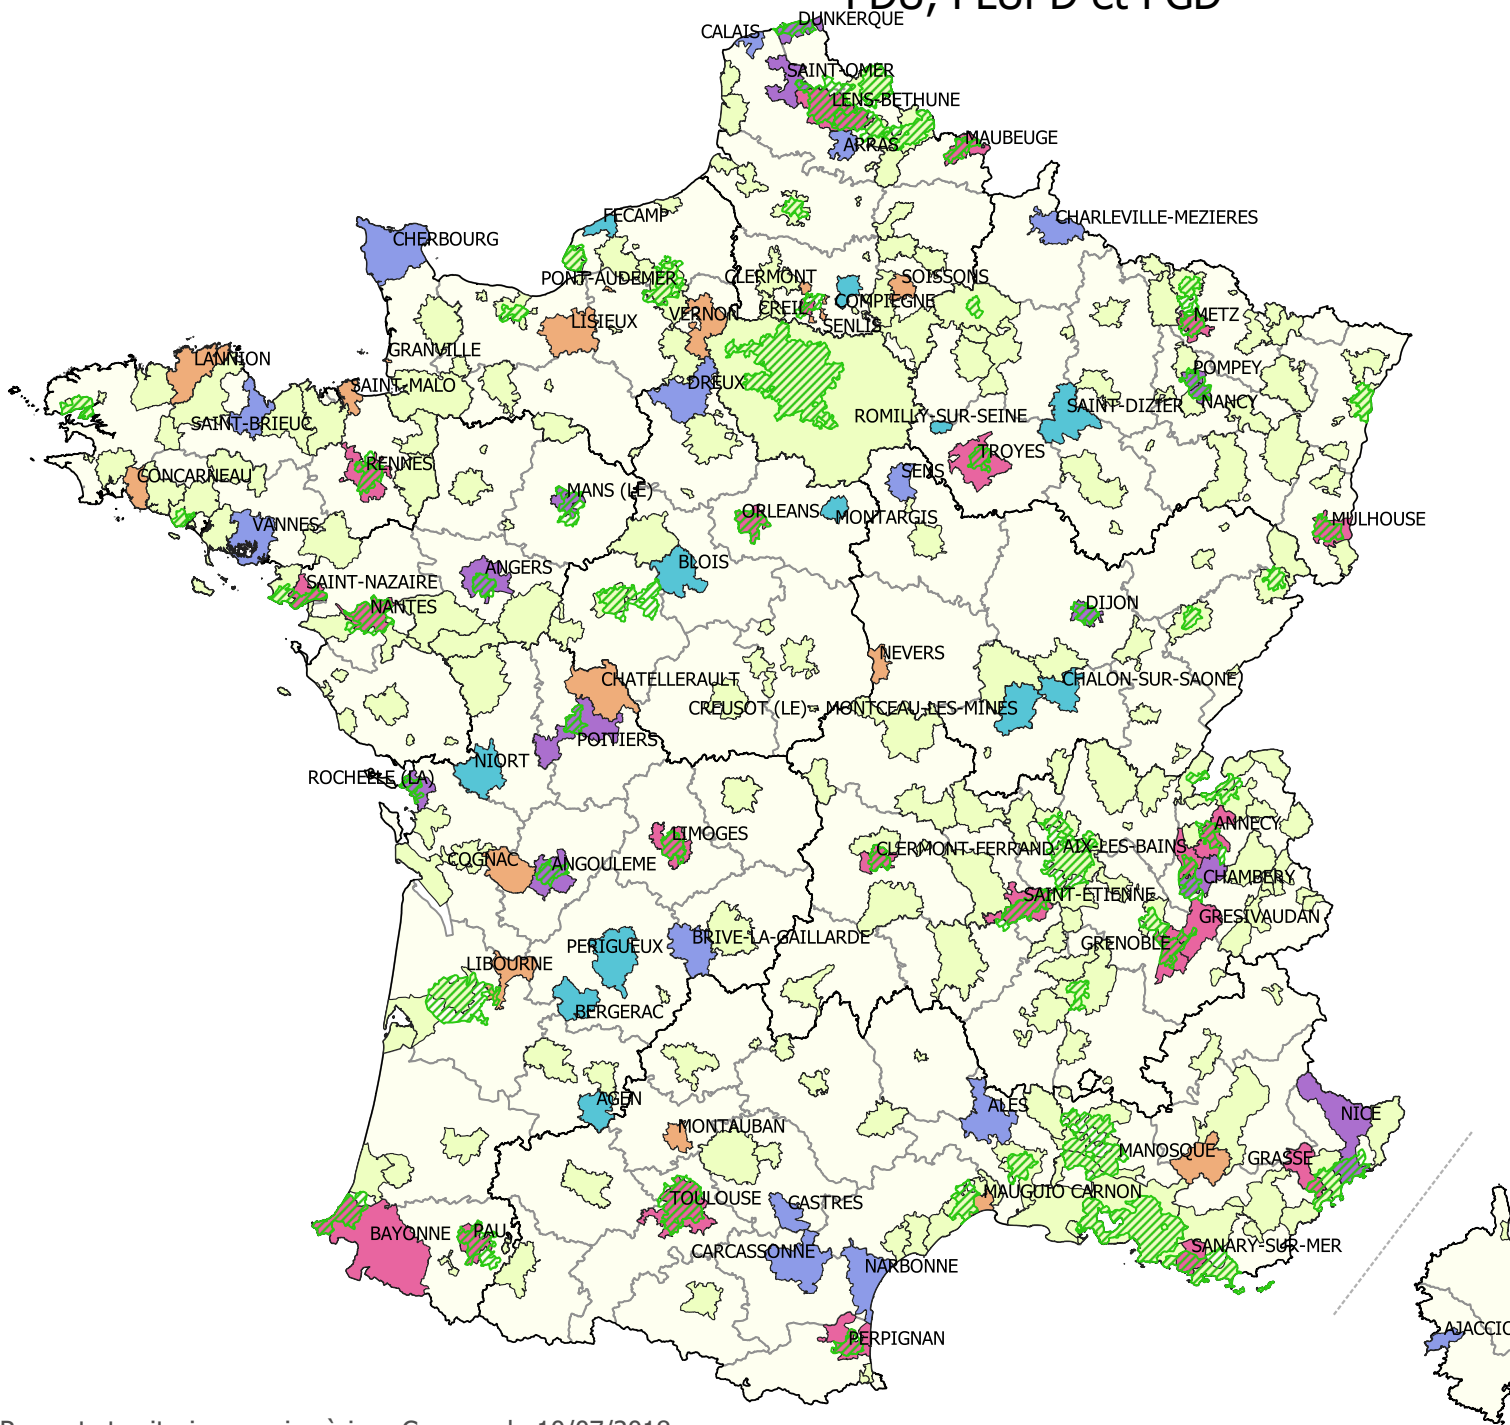 PDU, PLUi-D et PGD
DUNKERQUE
CALAIS
SAINT-OMER
LENS-BETHUNE
MAUBEUGE
ARRAS
FECAMP
CHARLEVILLE-MEZIERES
CHERBOURG
PONT-AUDEMER
CLERMONT
SOISSONS
COMPIEGNE
CREIL
VERNON
LISIEUX
SENLIS
METZ
GRANVILLE
LANNION
POMPEY
SAINT-MALO
DREUX
NANCY
SAINT-DIZIER
ROMILLY-SUR-SEINE
SAINT-BRIEUC
TROYES
RENNES
SENS
CONCARNEAU
MANS (LE)
ORLEANS
MONTARGIS
MULHOUSE
VANNES
BLOIS
ANGERS
SAINT-NAZAIRE
DIJON
NANTES
NEVERS
CHATELLERAULT
CHALON-SUR-SAONE
CREUSOT (LE) - MONTCEAU-LES-MINES
POITIERS
NIORT
ROCHELLE (LA)
ANNECY
LIMOGES
CLERMONT-FERRAND
AIX-LES-BAINS
COGNAC
ANGOULEME
CHAMBERY
SAINT-ETIENNE
GRESIVAUDAN
BRIVE-LA-GAILLARDE
GRENOBLE
PERIGUEUX
LIBOURNE
BERGERAC
AGEN
ALES
NICE
MONTAUBAN
MANOSQUE
GRASSE
MAUGUIO CARNON
TOULOUSE
CASTRES
BAYONNE
PAU
SANARY-SUR-MER
CARCASSONNE
NARBONNE
AJACCIO
PERPIGNAN